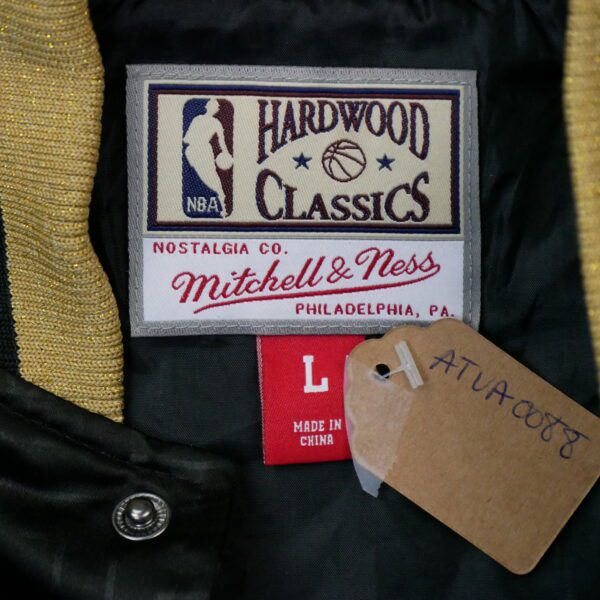 HARDWOOD
NBA
CLASSICS
NOSTALGIA CO.
Mitchell & Ness
PHILADELPHIA, PA.
L
MADE IN
CHINA
ATVA0088